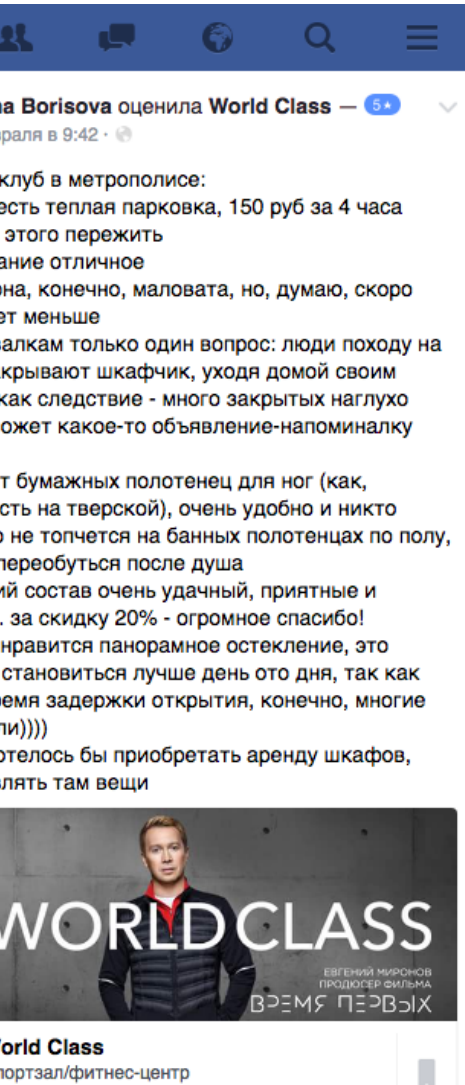 na Borisova оценила World Class — 5★
враля в 9:42 ·
клуб в метрополисе:
есть теплая парковка, 150 руб за 4 часа
этого пережить
ание отличное
на, конечно, маловата, но, думаю, скоро
ет меньше
валкам только один вопрос: люди походу на
крывают шкафчик, уходя домой своим
как следствие - много закрытых наглухо
ожет какое-то объявление-напоминалку
т бумажных полотенец для ног (как,
сть на тверской), очень удобно и никто
о не топчется на банных полотенцах по полу,
переобуться после душа
ий состав очень удачный, приятные и
. за скидку 20% - огромное спасибо!
нравится панорамное остекление, это
становиться лучше день ото дня, так как
емя задержки открытия, конечно, многие
ли))))
отелось бы приобретать аренду шкафов,
влять там вещи
WORLD CLASS
ЕВГЕНИЙ МИРОНОВ
ПРОДЮСЕР ФИЛЬМА
ВРЕМЯ ПЕРВЫХ
World Class
портзал/фитнес-центр